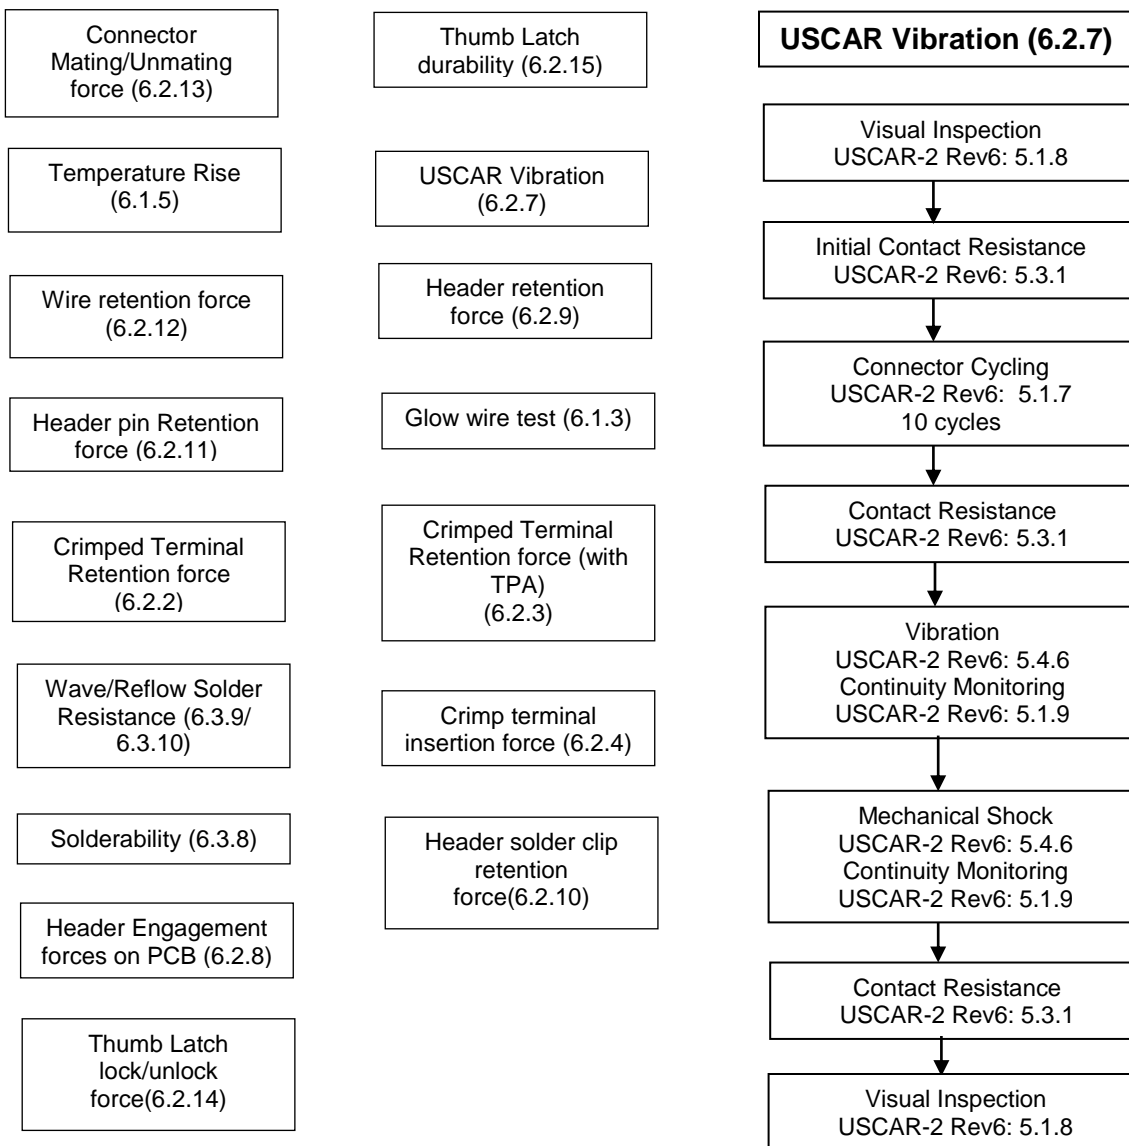 Connector
Mating/Unmating
force (6.2.13)
Temperature Rise
(6.1.5)
Wire retention force
(6.2.12)
Header pin Retention
force (6.2.11)
Crimped Terminal
Retention force
(6.2.2)
Wave/Reflow Solder
Resistance (6.3.9/
6.3.10)
Solderability (6.3.8)
Header Engagement
forces on PCB (6.2.8)
Thumb Latch
lock/unlock
force(6.2.14)
Thumb Latch
durability (6.2.15)
USCAR Vibration
(6.2.7)
Header retention
force (6.2.9)
Glow wire test (6.1.3)
Crimped Terminal
Retention force (with
TPA)
(6.2.3)
Crimp terminal
insertion force (6.2.4)
Header solder clip
retention
force(6.2.10)
USCAR Vibration (6.2.7)
Visual Inspection
USCAR-2 Rev6: 5.1.8
Initial Contact Resistance
USCAR-2 Rev6: 5.3.1
Connector Cycling
USCAR-2 Rev6:  5.1.7
10 cycles
Contact Resistance
USCAR-2 Rev6: 5.3.1
Vibration
USCAR-2 Rev6: 5.4.6
Continuity Monitoring
USCAR-2 Rev6: 5.1.9
Mechanical Shock
USCAR-2 Rev6: 5.4.6
Continuity Monitoring
USCAR-2 Rev6: 5.1.9
Contact Resistance
USCAR-2 Rev6: 5.3.1
Visual Inspection
USCAR-2 Rev6: 5.1.8